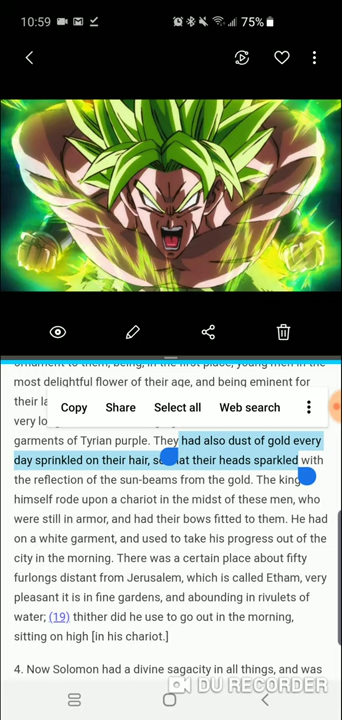 10:59
75%
ornament to them, being, in the first place, young men in the
most delightful flower of their age, and being eminent for
their la
Copy Share Select all Web search
very lo
garments of Tyrian purple. They had also dust of gold every
day sprinkled on their hair, so that their heads sparkled with
the reflection of the sun-beams from the gold. The king
himself rode upon a chariot in the midst of these men, who
were still in armor, and had their bows fitted to them. He had
on a white garment, and used to take his progress out of the
city in the morning. There was a certain place about fifty
furlongs distant from Jerusalem, which is called Etham, very
pleasant it is in fine gardens, and abounding in rivulets of
water; (19) thither did he use to go out in the morning,
sitting on high [in his chariot.]
4. Now Solomon had a divine sagacity in all things, and was
DU RECORDER